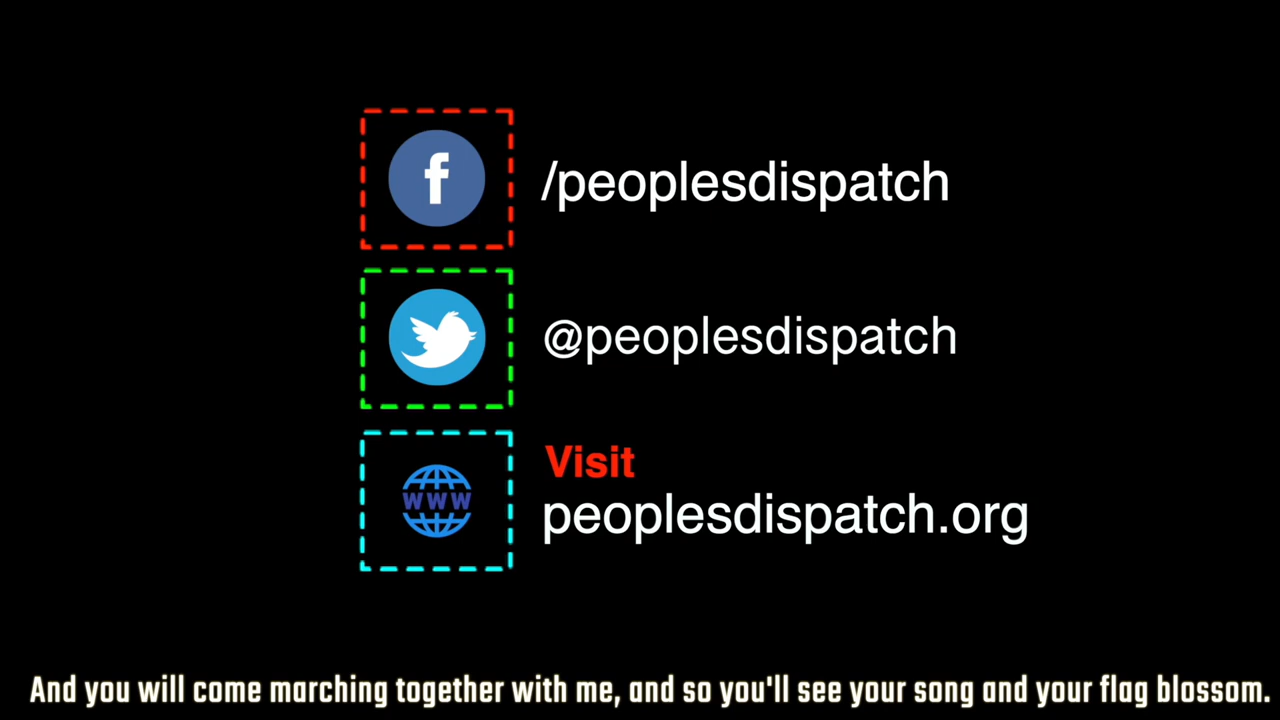 f
/peoplesdispatch
@peoplesdispatch
Visit
www
peoplesdispatch.org
And you will come marching together with me, and so you'll see your song and your flag blossom.